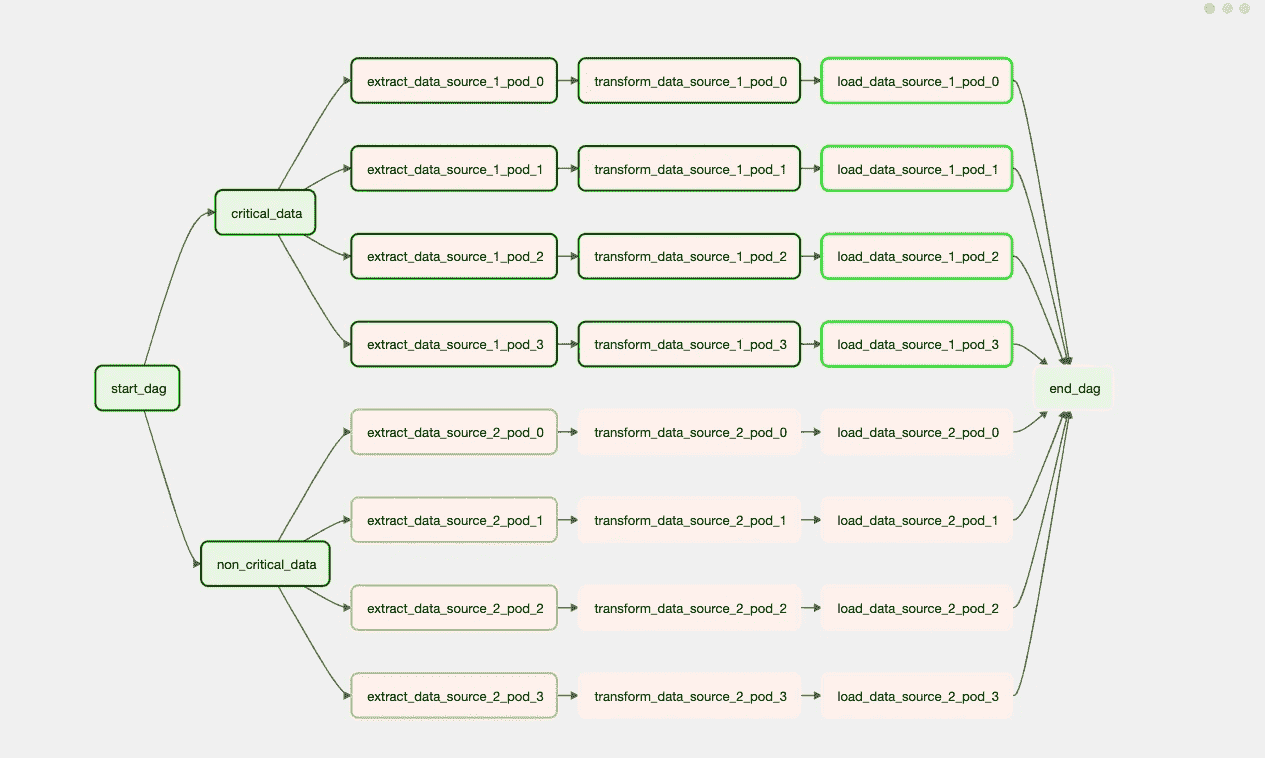 extract_data_source_1_pod_0
transform_data_source_1_pod_0
load_data_source_1_pod_0
extract_data_source_1_pod_1
transform_data_source_1_pod_1
load_data_source_1_pod_1
critical_data
extract_data_source_1_pod_2
transform_data_source_1_pod_2
load_data_source_1_pod_2
extract_data_source_1_pod_3
transform_data_source_1_pod_3
load_data_source_1_pod_3
start_dag
end_dag
extract_data_source_2_pod_0
transform_data_source_2_pod_0
load_data_source_2_pod_0
extract_data_source_2_pod_1
transform_data_source_2_pod_1
load_data_source_2_pod_1
non_critical_data
extract_data_source_2_pod_2
transform_data_source_2_pod_2
load_data_source_2_pod_2
extract_data_source_2_pod_3
transform_data_source_2_pod_3
load_data_source_2_pod_3